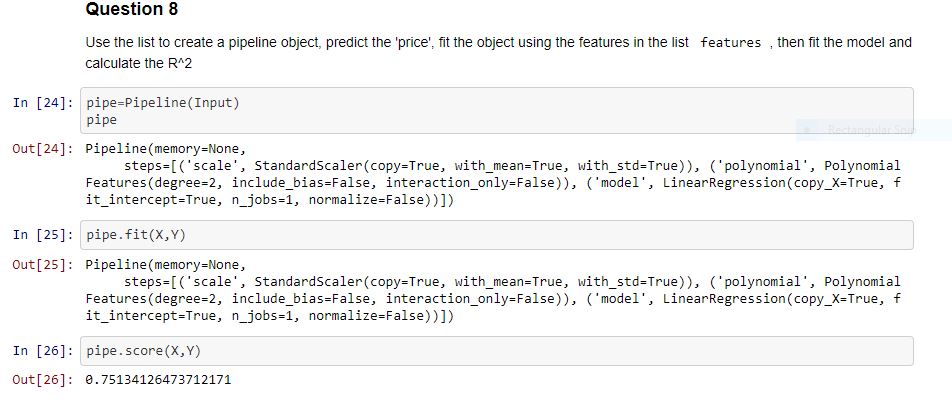 Question 8
Use the list to create a pipeline object, predict the 'price', fit the object using the features in the list features , then fit the model and
calculate the R^2
In [24]: pipe=Pipeline(Input)
pipe
Rectangular Snip
Out[24]: Pipeline(memory=None,
steps=[('scale', StandardScaler(copy=True, with_mean=True, with_std=True)), ('polynomial', Polynomial
Features(degree=2, include_bias=False, interaction_only=False)), ('model', LinearRegression(copy_X=True, f
it_intercept=True, n_jobs=1, normalize=False))])
In [25]: pipe.fit(X,Y)
Out[25]: Pipeline(memory=None,
steps=[('scale', StandardScaler(copy=True, with_mean=True, with_std=True)), ('polynomial', Polynomial
Features(degree=2, include_bias=False, interaction_only=False)), ('model', LinearRegression(copy_X=True, f
it_intercept=True, n_jobs=1, normalize=False))])
In [26]: pipe.score(X,Y)
Out[26]: 0.75134126473712171